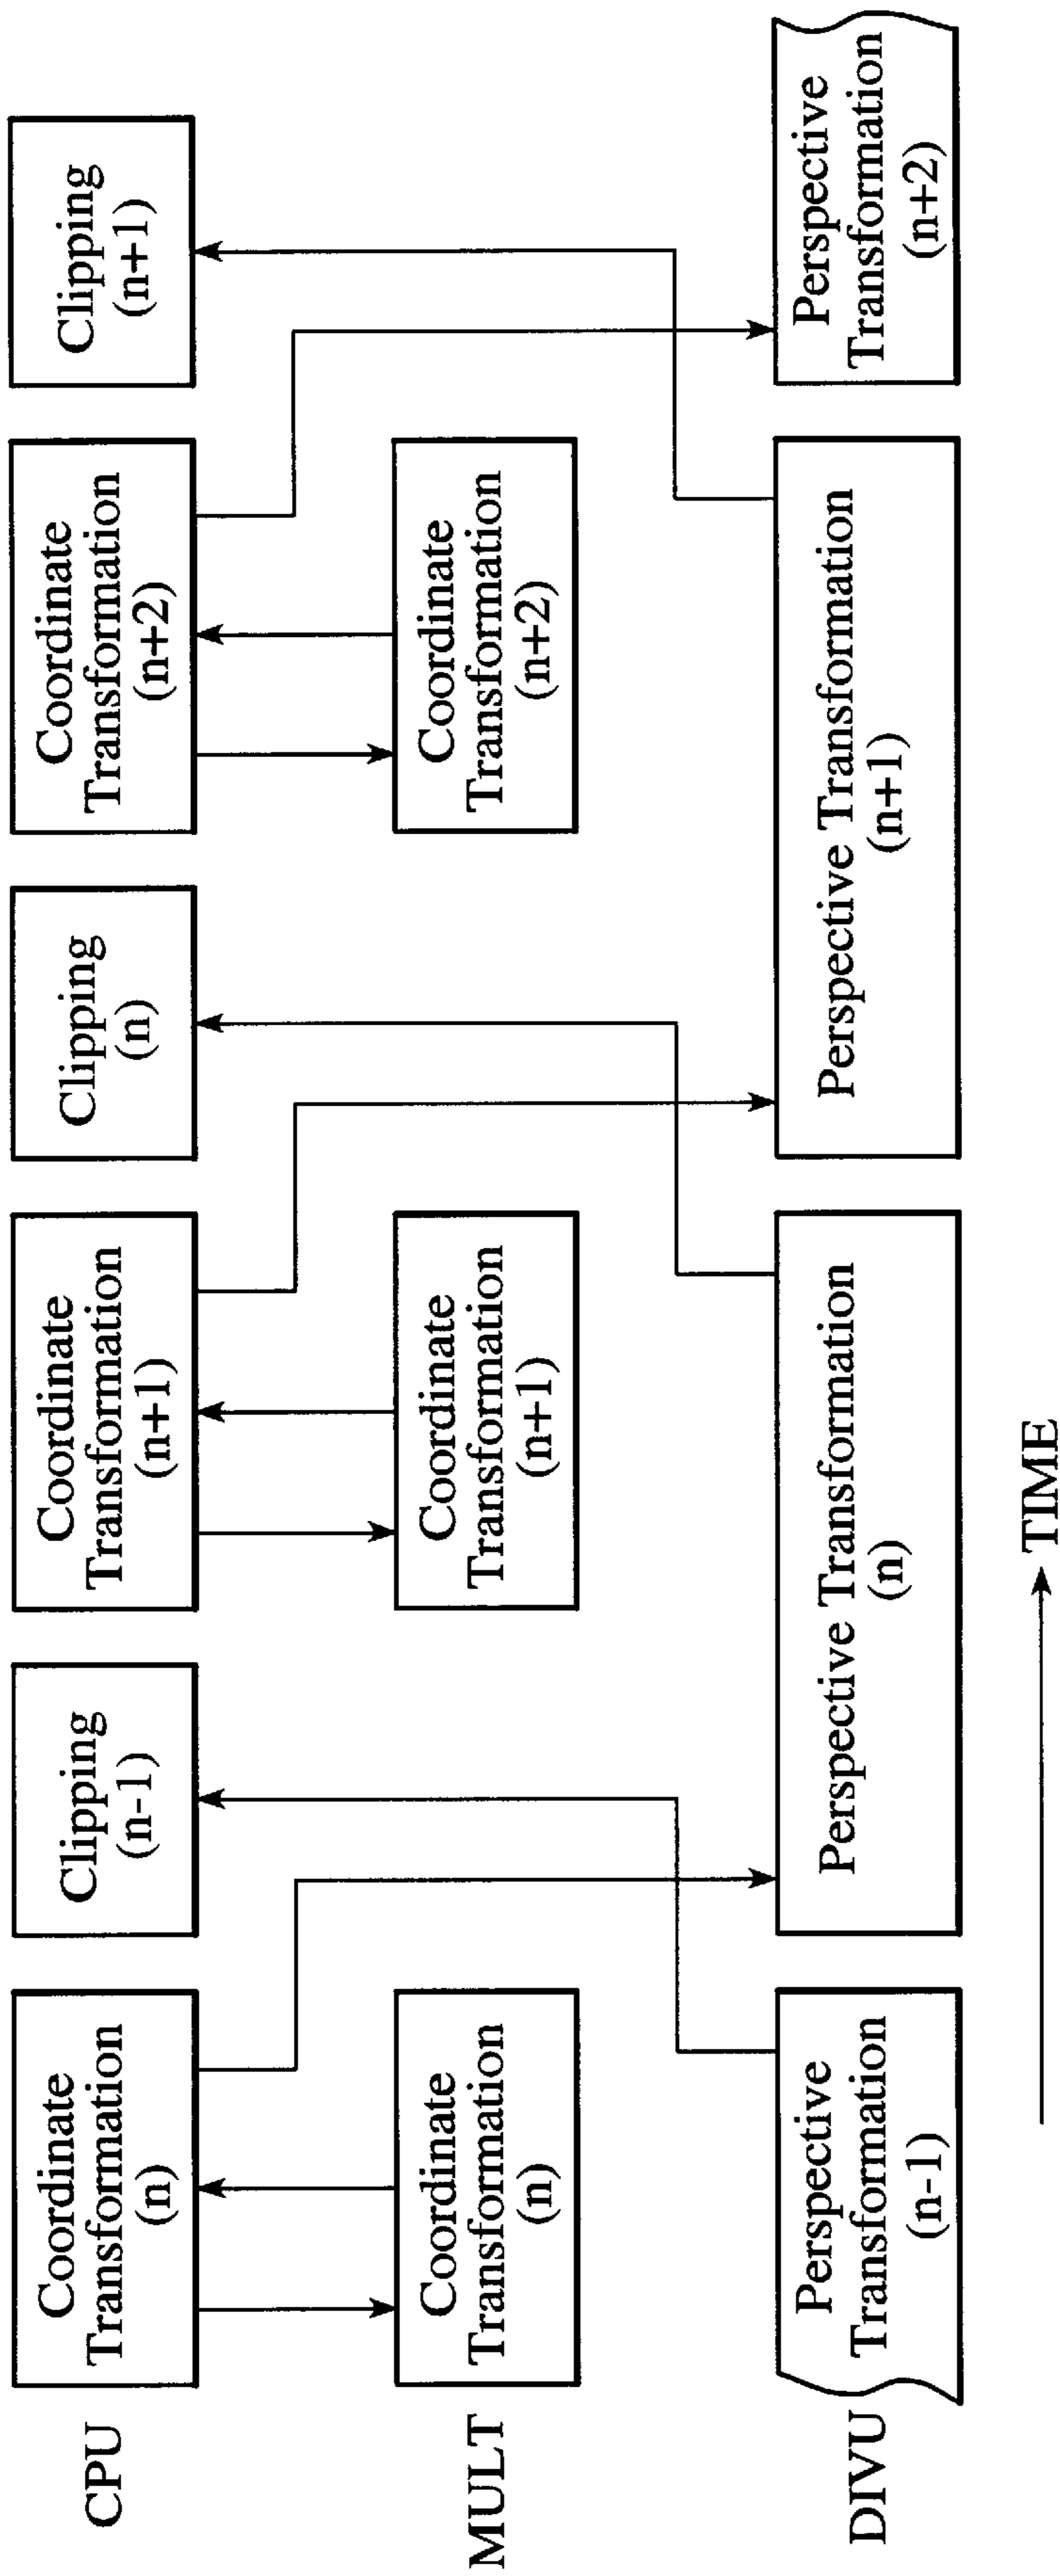 CPU
Coordinate
Transformation
(n)
Clipping
(n-1)
Coordinate
Transformation
(n+1)
Clipping
(n)
Coordinate
Transformation
(n+2)
Clipping
(n+1)
MULT
Coordinate
Transformation
(n)
Coordinate
Transformation
(n+1)
Coordinate
Transformation
(n+2)
DIVU
Perspective
Transformation
(n-1)
Perspective Transformation
(n)
Perspective Transformation
(n+1)
Perspective
Transformation
(n+2)
TIME